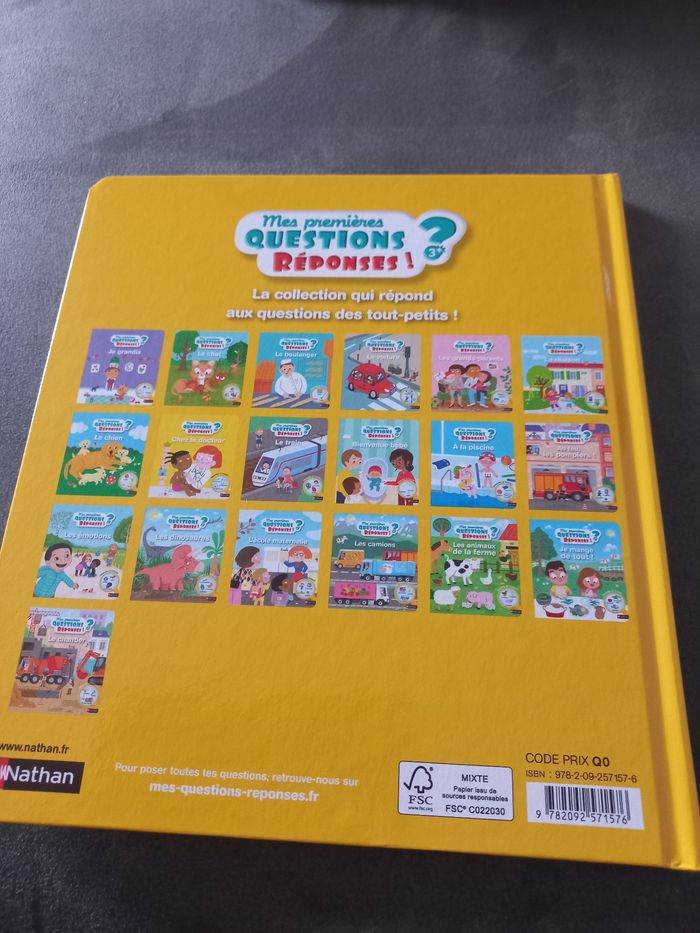 Mes premières
QUESTIONS ?
RÉPONSES !
3+
La collection qui répond
aux questions des tout-petits !
Je grandis
Le chat
Le boulanger
La voiture
Les grands-parents
Le chien
Chez le docteur
Le train
Bienvenue bébé
À la piscine
les pompiers !
Les émotions
Les dinosaures
L'école maternelle
Les camions
Les animaux
de la ferme
Je mange
de tout !
Le chantier
www.nathan.fr
Nathan
Pour poser toutes tes questions, retrouve-nous sur
mes-questions-reponses.fr
FSC
www.fsc.org
MIXTE
Papier issu de
sources responsables
FSC® C022030
CODE PRIX Q0
ISBN : 978-2-09-257157-6
9 782092 571576